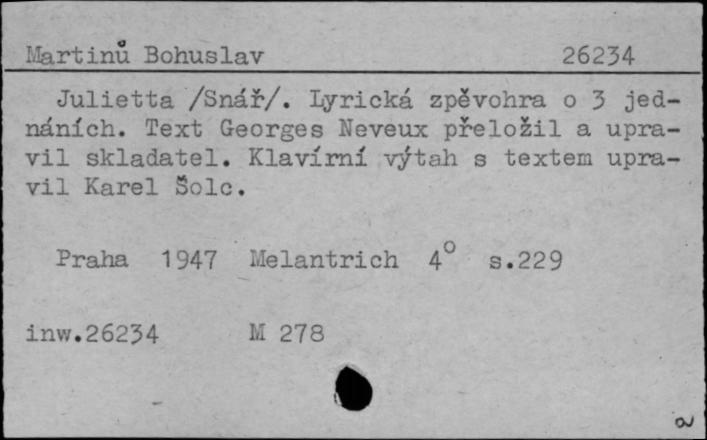 Martinů Bohuslav 26234
Julietta /Snář/. Lyrická zpěvohra o 3 jed-
náních. Text Georges Neveux přeložil a upra-
vil skladatel. Klavírní výtah s textem upra-
vil Karel Šolc.
Praha 1947 Melantrich 4° s.229
inw.26234 M 278